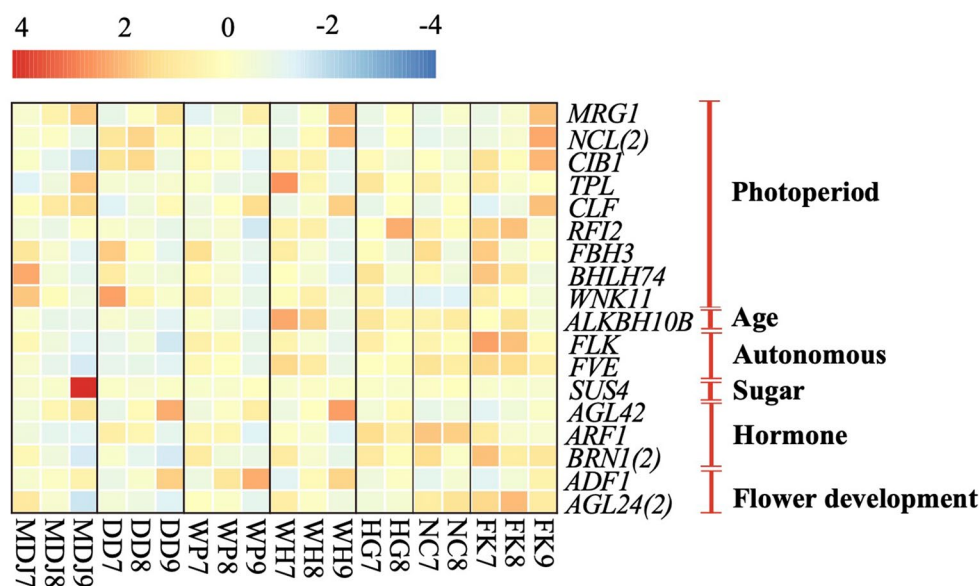 4 2 0 -2 -4
MRG1
NCL(2)
CIB1
TPL
CLF
RFI2
FBH3
BHLH74
WNK11
ALKBH10B
FLK
FVE
SUS4
AGL42
ARF1
BRN1(2)
ADF1
AGL24(2)
Photoperiod
Age
Autonomous
Sugar
Hormone
Flower development
MDJ7 MDJ8 MDJ9 DD7 DD8 DD9 WP7 WP8 WP9 WH7 WH8 WH9 HG7 HG8 NC7 NC8 FK7 FK8 FK9